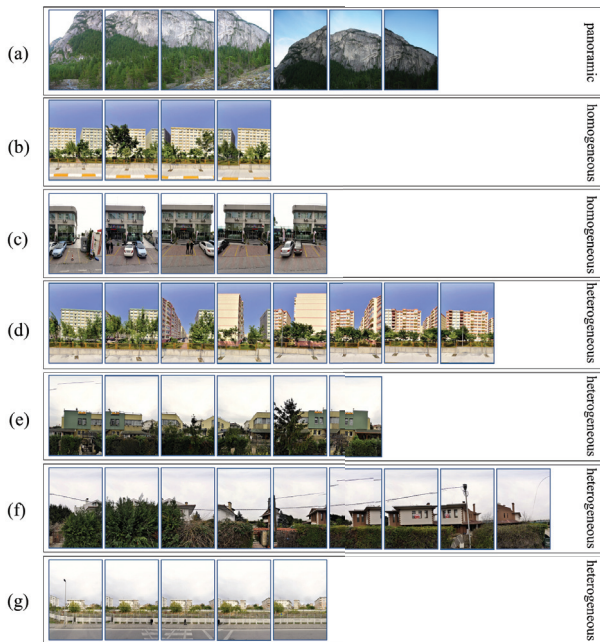 (a) panoramic
(b) homogeneous
(c) homogeneous
(d) heterogeneous
(e) heterogeneous
(f) heterogeneous
(g) heterogeneous